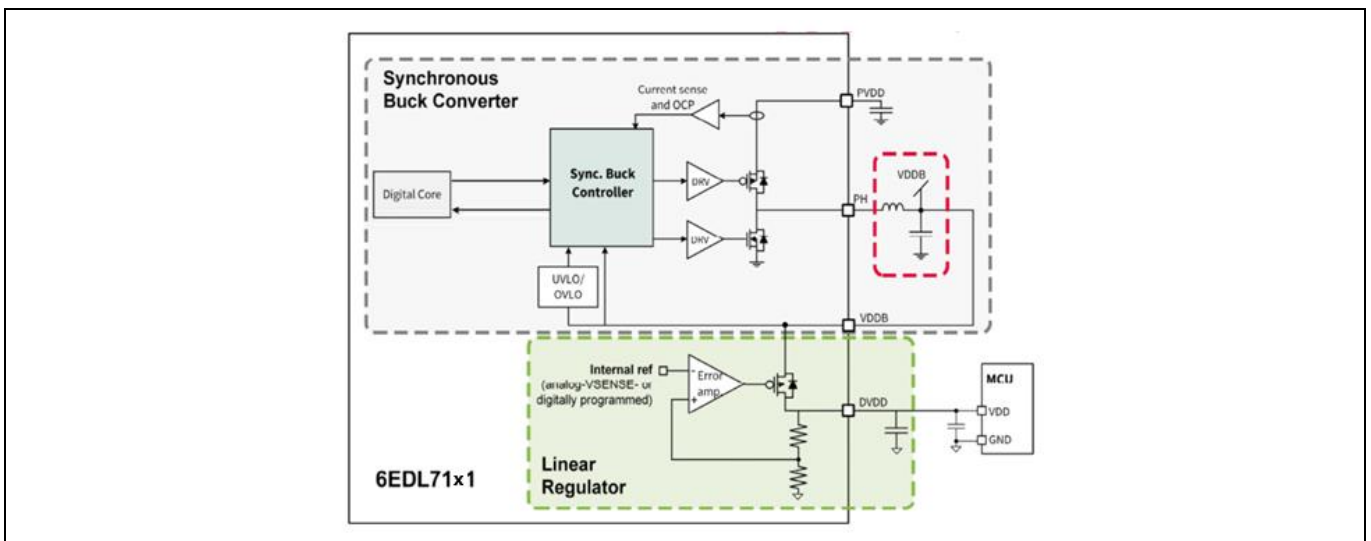 Synchronous
Buck Converter
Current sense
and OCP
PVDD
Digital Core
Sync. Buck
Controller
DRV
DRV
PH
VDDB
UVLO/
OVLO
VDDB
Internal ref
(analog-VSENSE- or
digitally programmed)
-
+
Error
amp.
DVDD
MCU
VDD
GND
Linear
Regulator
6EDL71x1